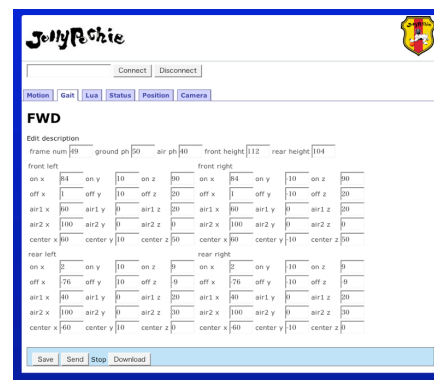 JollyPochie
Connect Disconnect
Motion Gait Lua Status Position Camera
FWD
Edit description
frame num 49 ground ph 50 air ph 40 front height 112 rear height 104
front left front right
on x 84 on y 10 on z 90 on x 84 on y -10 on z 90
off x 1 off y 10 off z 20 off x 1 off y -10 off z 20
air1 x 60 air1 y 0 air1 z 20 air1 x 60 air1 y 0 air1 z 20
air2 x 100 air2 y 0 air2 z 20 air2 x 100 air2 y 0 air2 z 20
center x 60 center y 10 center z 50 center x 60 center y -10 center z 50
rear left rear right
on x 2 on y 10 on z 9 on x 2 on y -10 on z 9
off x -76 off y 10 off z -9 off x -76 off y -10 off z -9
air1 x 40 air1 y 0 air1 z 20 air1 x 40 air1 y 0 air1 z 20
air2 x 100 air2 y 0 air2 z 30 air2 x 100 air2 y 0 air2 z 30
center x -60 center y 10 center z 0 center x -60 center y -10 center z 0
Save Send Stop Download